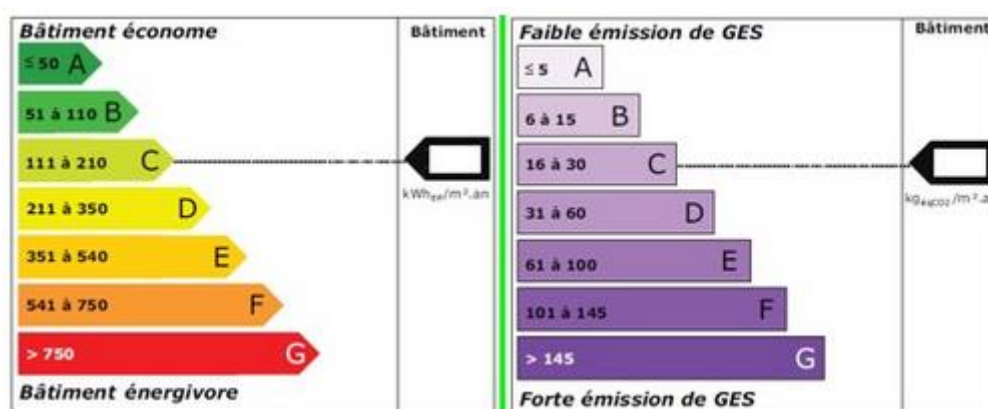 Bâtiment économe
Bâtiment
≤ 50 A
51 à 110 B
111 à 210 C
kWhep/m².an
211 à 350 D
351 à 540 E
541 à 750 F
> 750 G
Bâtiment énergivore
Faible émission de GES
Bâtiment
≤ 5 A
6 à 15 B
16 à 30 C
kgéqCO2/m².a
31 à 60 D
61 à 100 E
101 à 145 F
> 145 G
Forte émission de GES